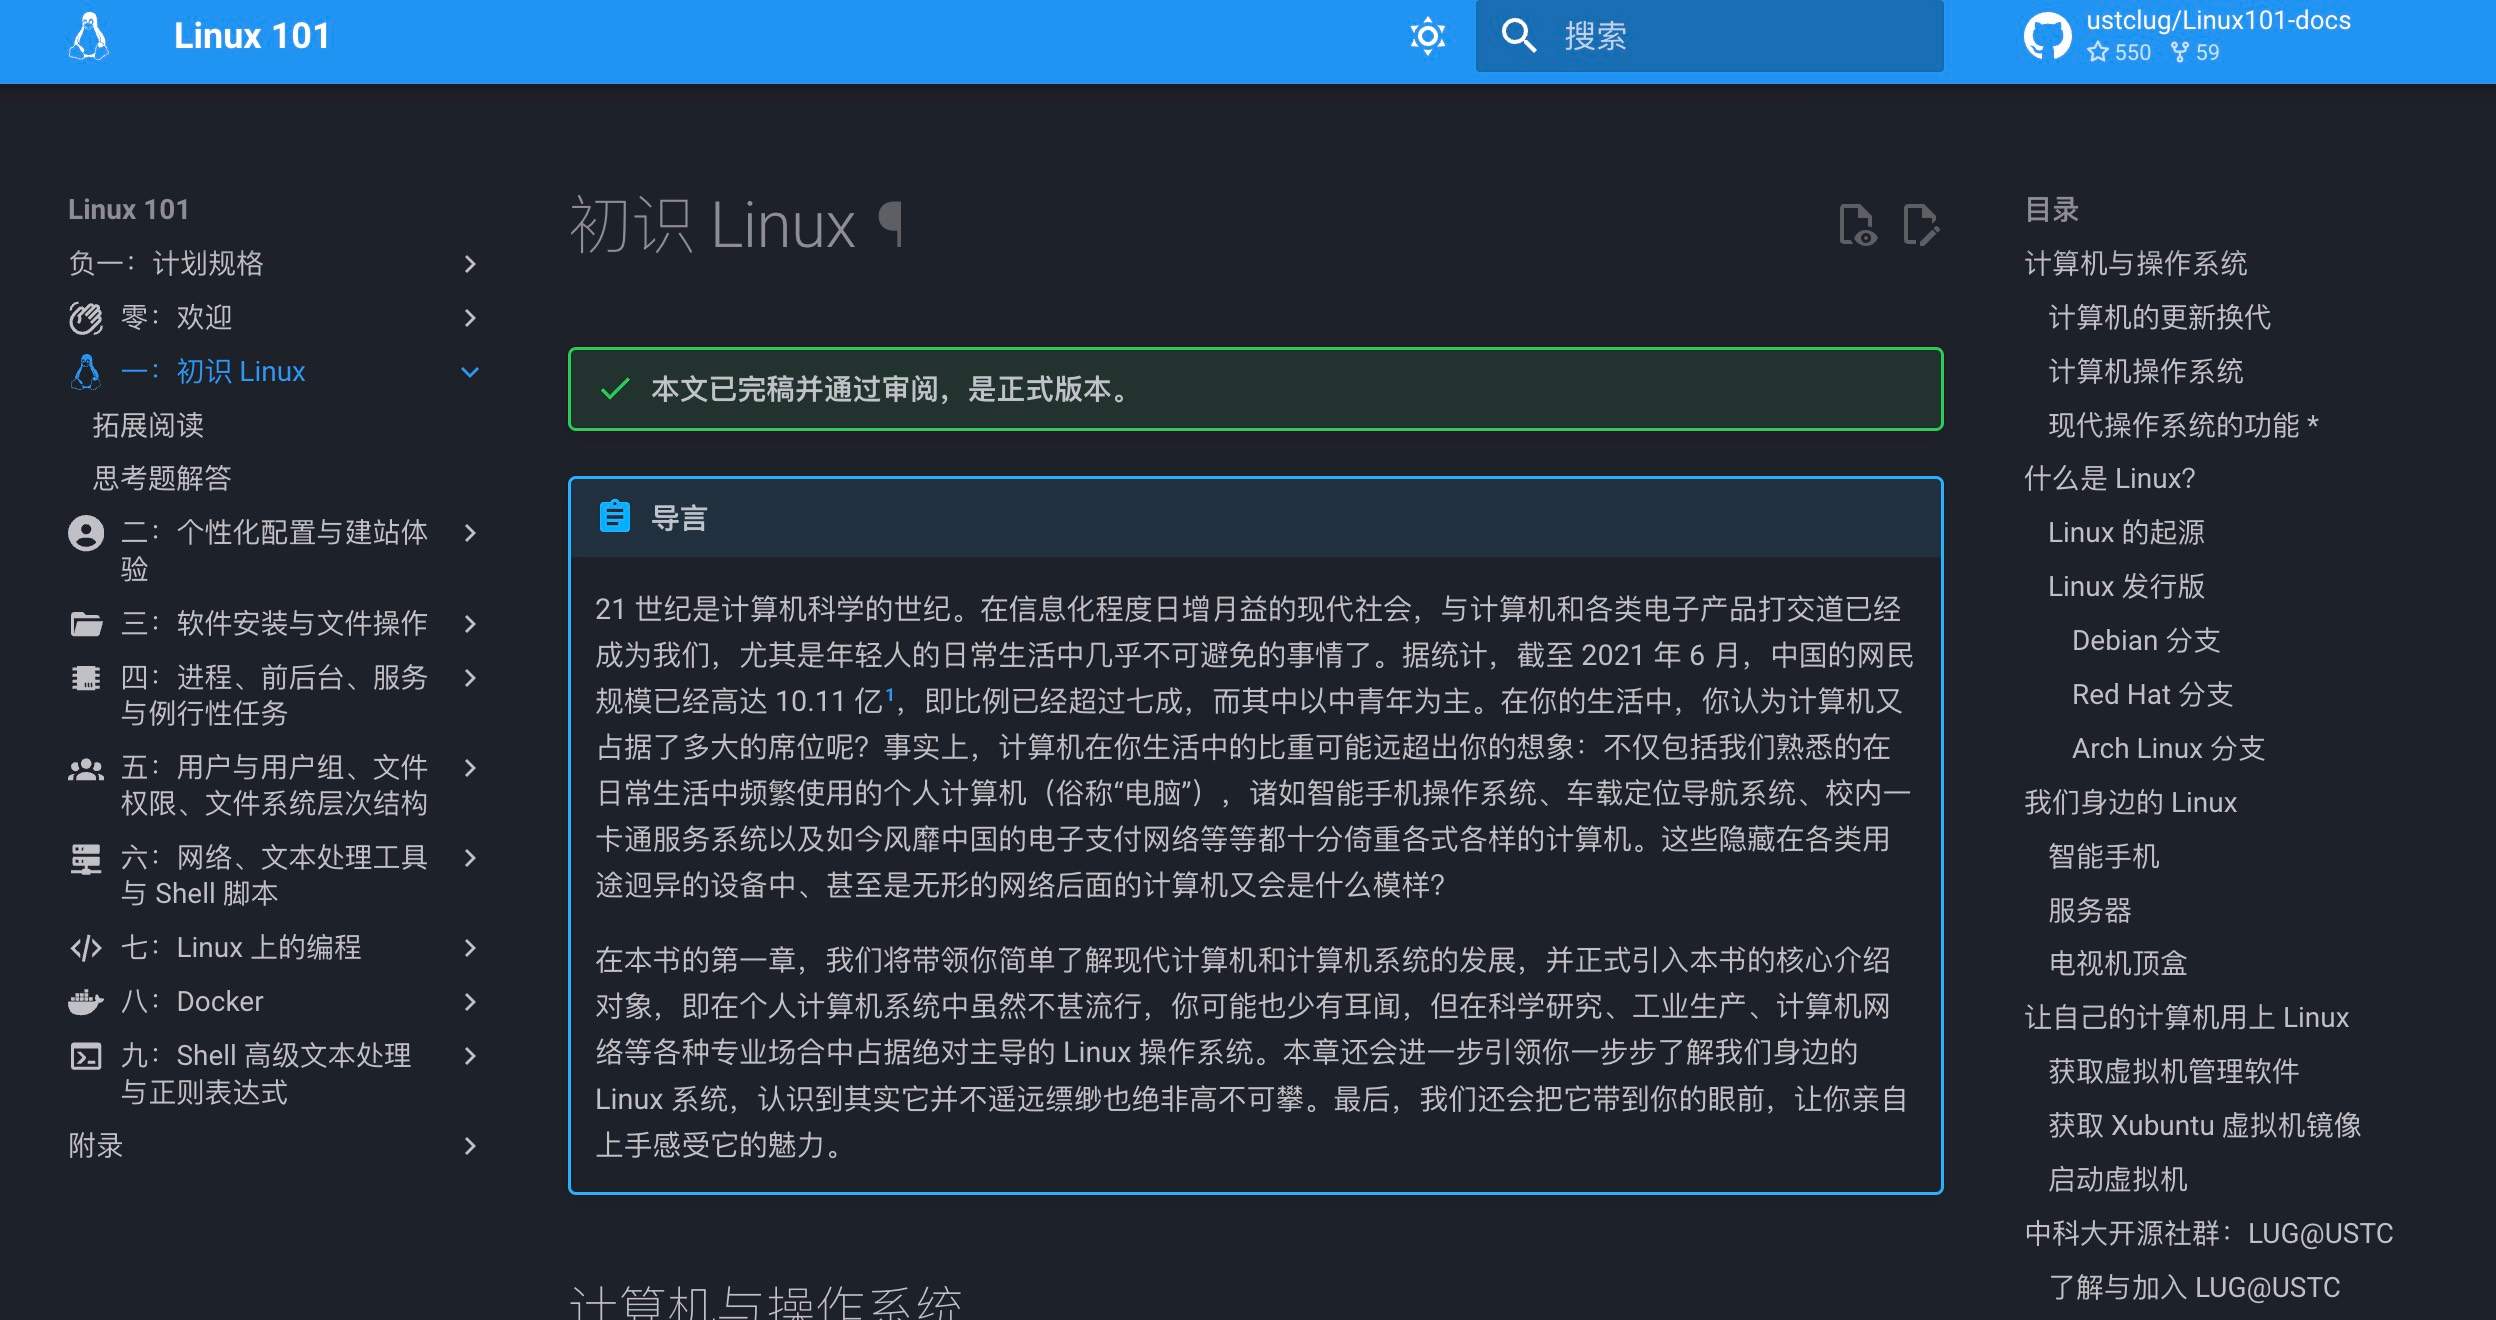 Linux 101
搜索
ustclug/Linux101-docs
550 59
Linux 101
负一：计划规格
零：欢迎
一：初识 Linux
拓展阅读
思考题解答
二：个性化配置与建站体
验
三：软件安装与文件操作
四：进程、前后台、服务
与例行性任务
五：用户与用户组、文件
权限、文件系统层次结构
六：网络、文本处理工具
与 Shell 脚本
七：Linux 上的编程
八：Docker
九：Shell 高级文本处理
与正则表达式
附录
初识 Linux ¶
本文已完稿并通过审阅，是正式版本。
导言
21 世纪是计算机科学的世纪。在信息化程度日增月益的现代社会，与计算机和各类电子产品打交道已经
成为我们，尤其是年轻人的日常生活中几乎不可避免的事情了。据统计，截至 2021 年 6 月，中国的网民
规模已经高达 10.11 亿1，即比例已经超过七成，而其中以中青年为主。在你的生活中，你认为计算机又
占据了多大的席位呢？事实上，计算机在你生活中的比重可能远超出你的想象：不仅包括我们熟悉的在
日常生活中频繁使用的个人计算机（俗称“电脑”），诸如智能手机操作系统、车载定位导航系统、校内一
卡通服务系统以及如今风靡中国的电子支付网络等等都十分倚重各式各样的计算机。这些隐藏在各类用
途迥异的设备中、甚至是无形的网络后面的计算机又会是什么模样？
在本书的第一章，我们将带领你简单了解现代计算机和计算机系统的发展，并正式引入本书的核心介绍
对象，即在个人计算机系统中虽然不甚流行，你可能也少有耳闻，但在科学研究、工业生产、计算机网
络等各种专业场合中占据绝对主导的 Linux 操作系统。本章还会进一步引领你一步步了解我们身边的
Linux 系统，认识到其实它并不遥远缥缈也绝非高不可攀。最后，我们还会把它带到你的眼前，让你亲自
上手感受它的魅力。
计算机与操作系统
目录
计算机与操作系统
计算机的更新换代
计算机操作系统
现代操作系统的功能 *
什么是 Linux？
Linux 的起源
Linux 发行版
Debian 分支
Red Hat 分支
Arch Linux 分支
我们身边的 Linux
智能手机
服务器
电视机顶盒
让自己的计算机用上 Linux
获取虚拟机管理软件
获取 Xubuntu 虚拟机镜像
启动虚拟机
中科大开源社群：LUG@USTC
了解与加入 LUG@USTC